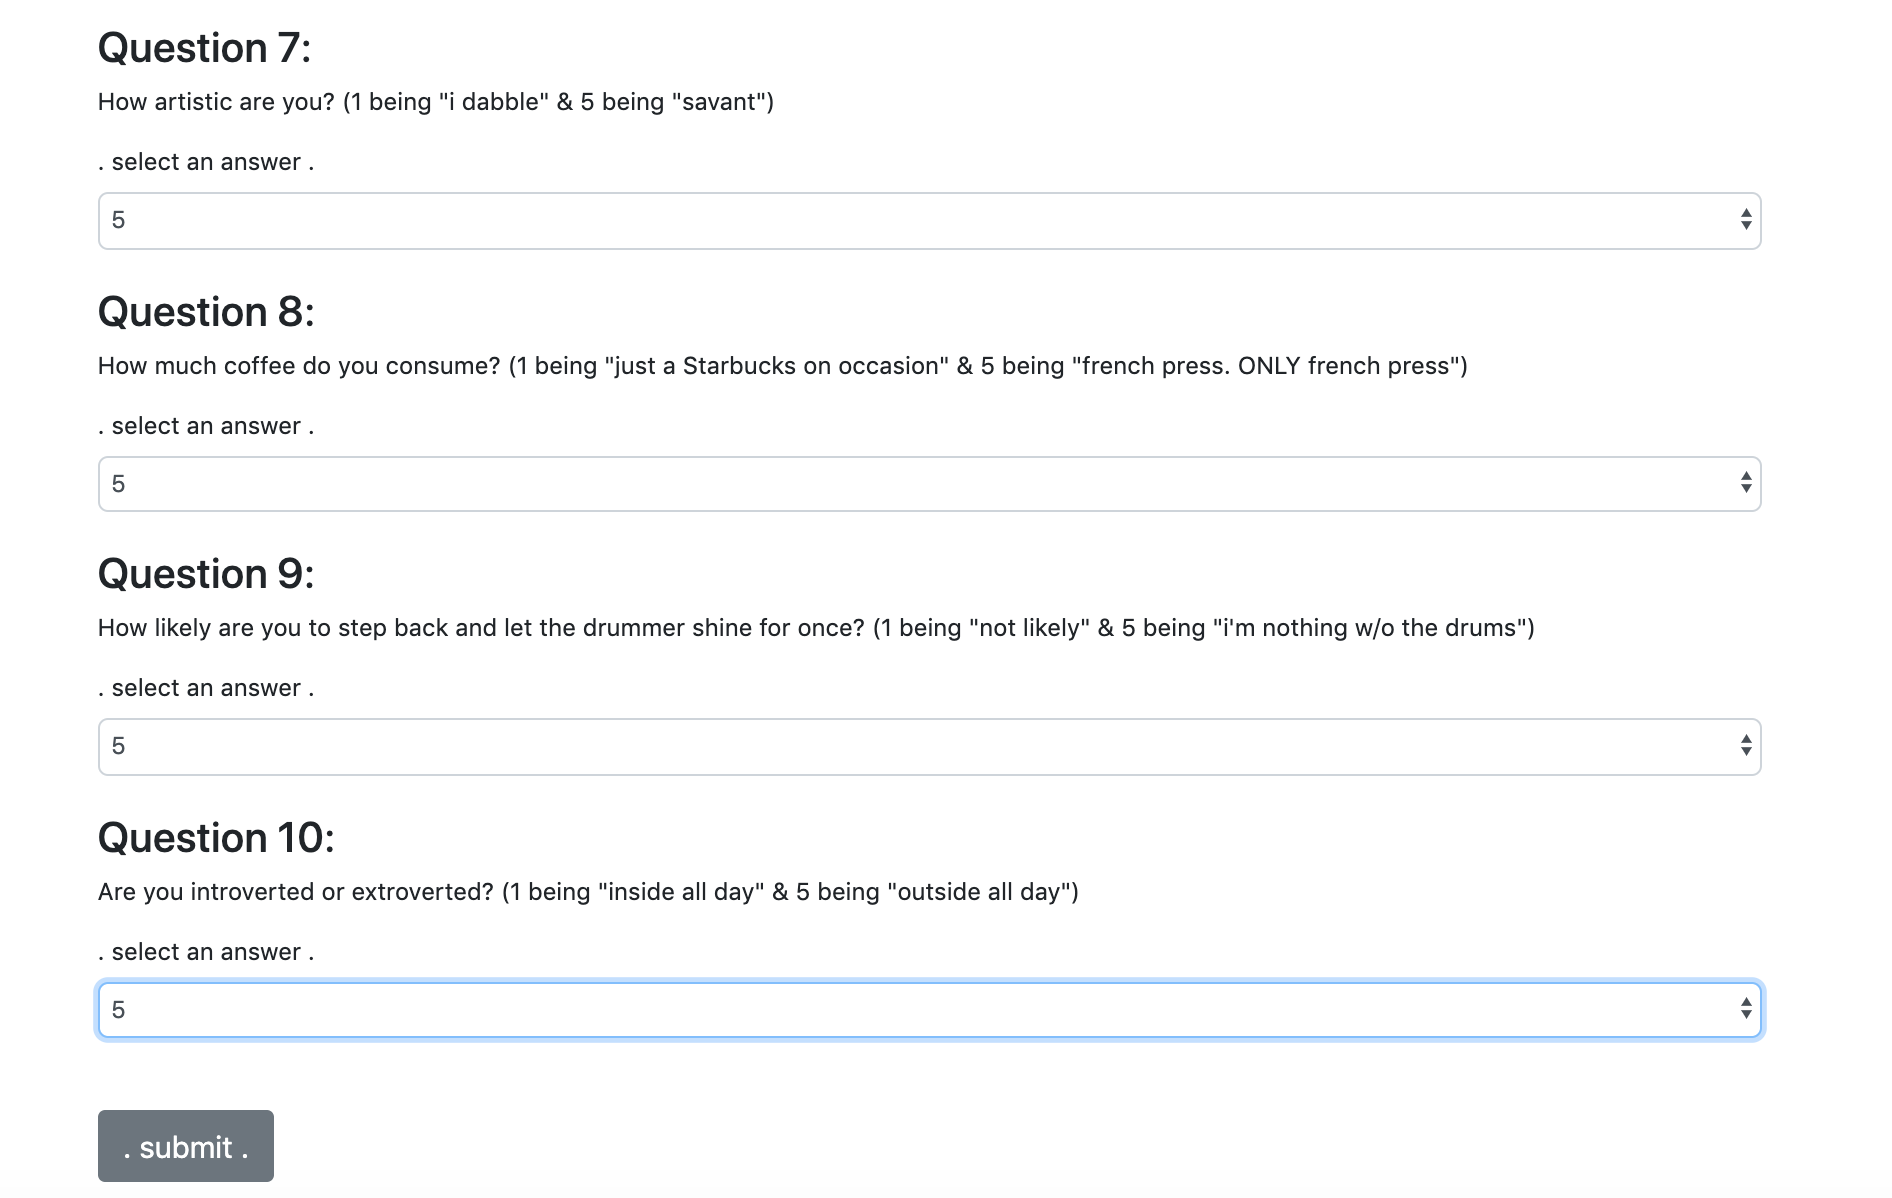 Question 7:
How artistic are you? (1 being "i dabble" & 5 being "savant")
. select an answer .
5
Question 8:
How much coffee do you consume? (1 being "just a Starbucks on occasion" & 5 being "french press. ONLY french press")
. select an answer .
5
Question 9:
How likely are you to step back and let the drummer shine for once? (1 being "not likely" & 5 being "i'm nothing w/o the drums")
. select an answer .
5
Question 10:
Are you introverted or extroverted? (1 being "inside all day" & 5 being "outside all day")
. select an answer .
5
. submit .